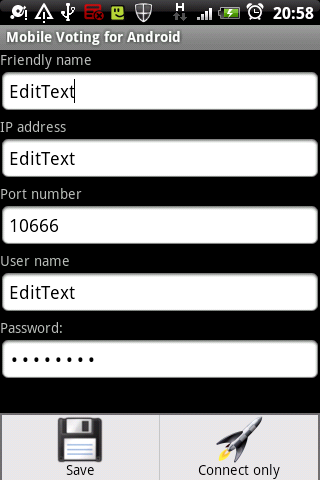 H 20:58
Mobile Voting for Android
Friendly name
EditText
IP address
EditText
Port number
10666
User name
EditText
Password:
••••••••
Save Connect only